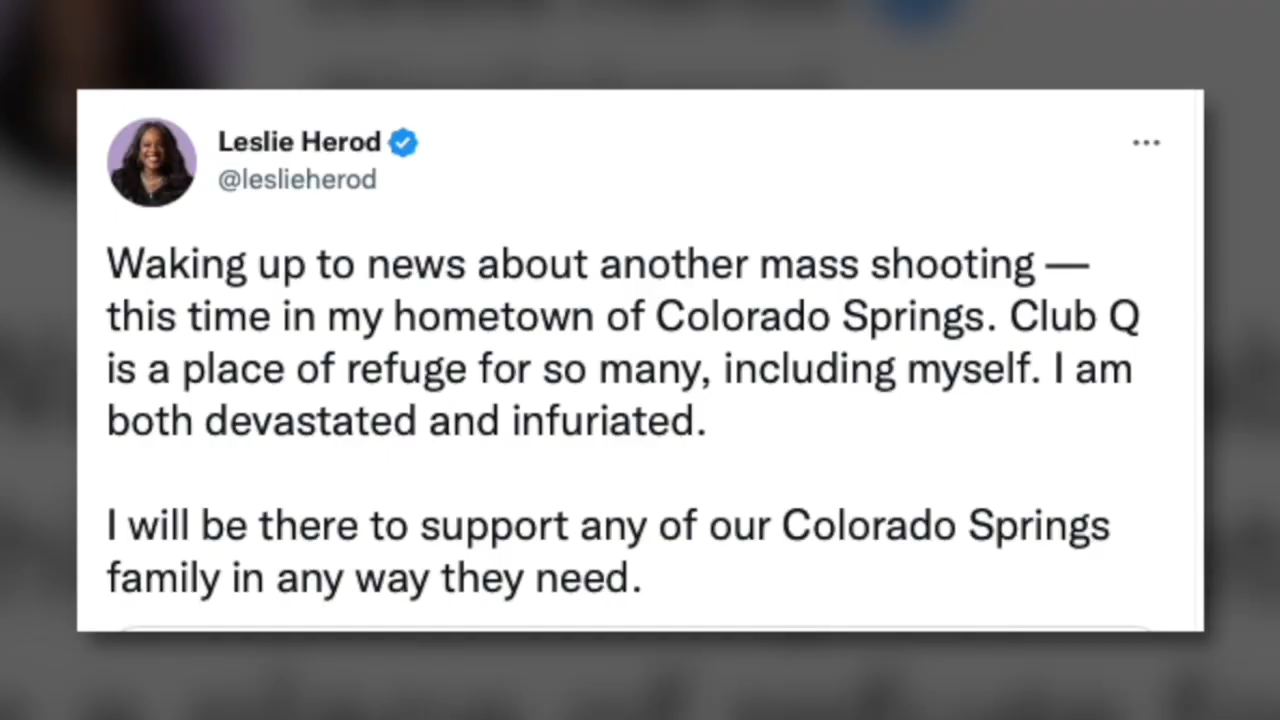 Leslie Herod
@leslieherod
Waking up to news about another mass shooting —
this time in my hometown of Colorado Springs. Club Q
is a place of refuge for so many, including myself. I am
both devastated and infuriated.
I will be there to support any of our Colorado Springs
family in any way they need.